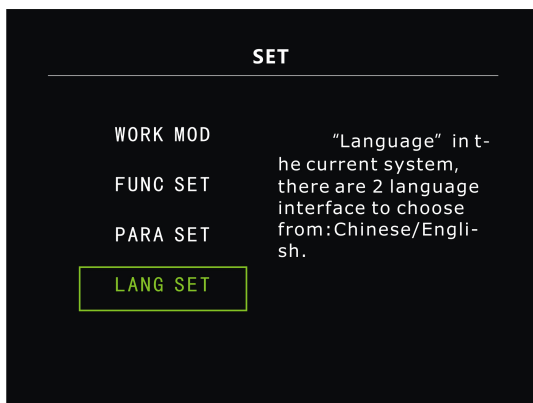 SET
WORK MOD
FUNC SET
PARA SET
LANG SET
“Language” in t-
he current system,
there are 2 language
interface to choose
from:Chinese/Engli-
sh.